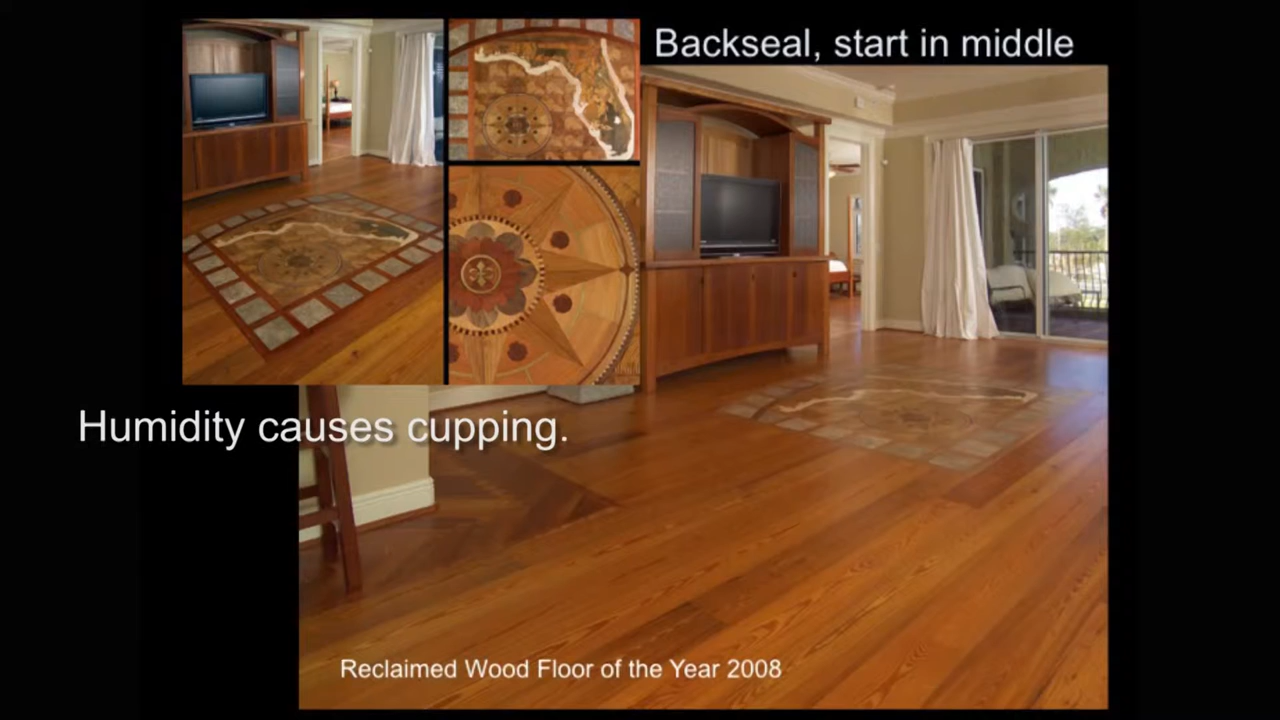 Backseal, start in middle
Humidity causes cupping.
Reclaimed Wood Floor of the Year 2008